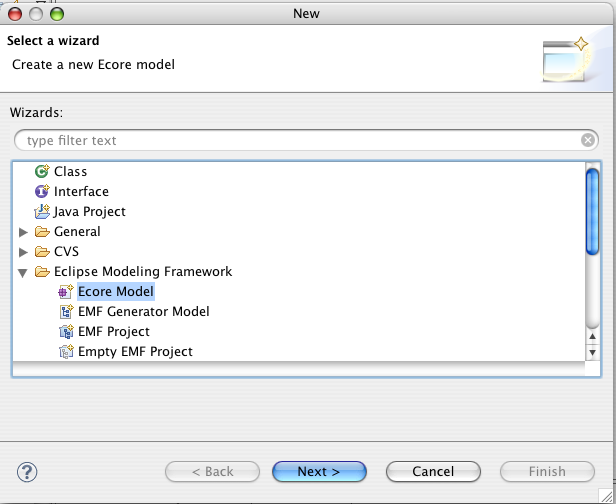 New
Select a wizard
Create a new Ecore model
Wizards:
type filter text
Class
Interface
Java Project
General
CVS
Eclipse Modeling Framework
Ecore Model
EMF Generator Model
EMF Project
Empty EMF Project
? < Back Next > Cancel Finish